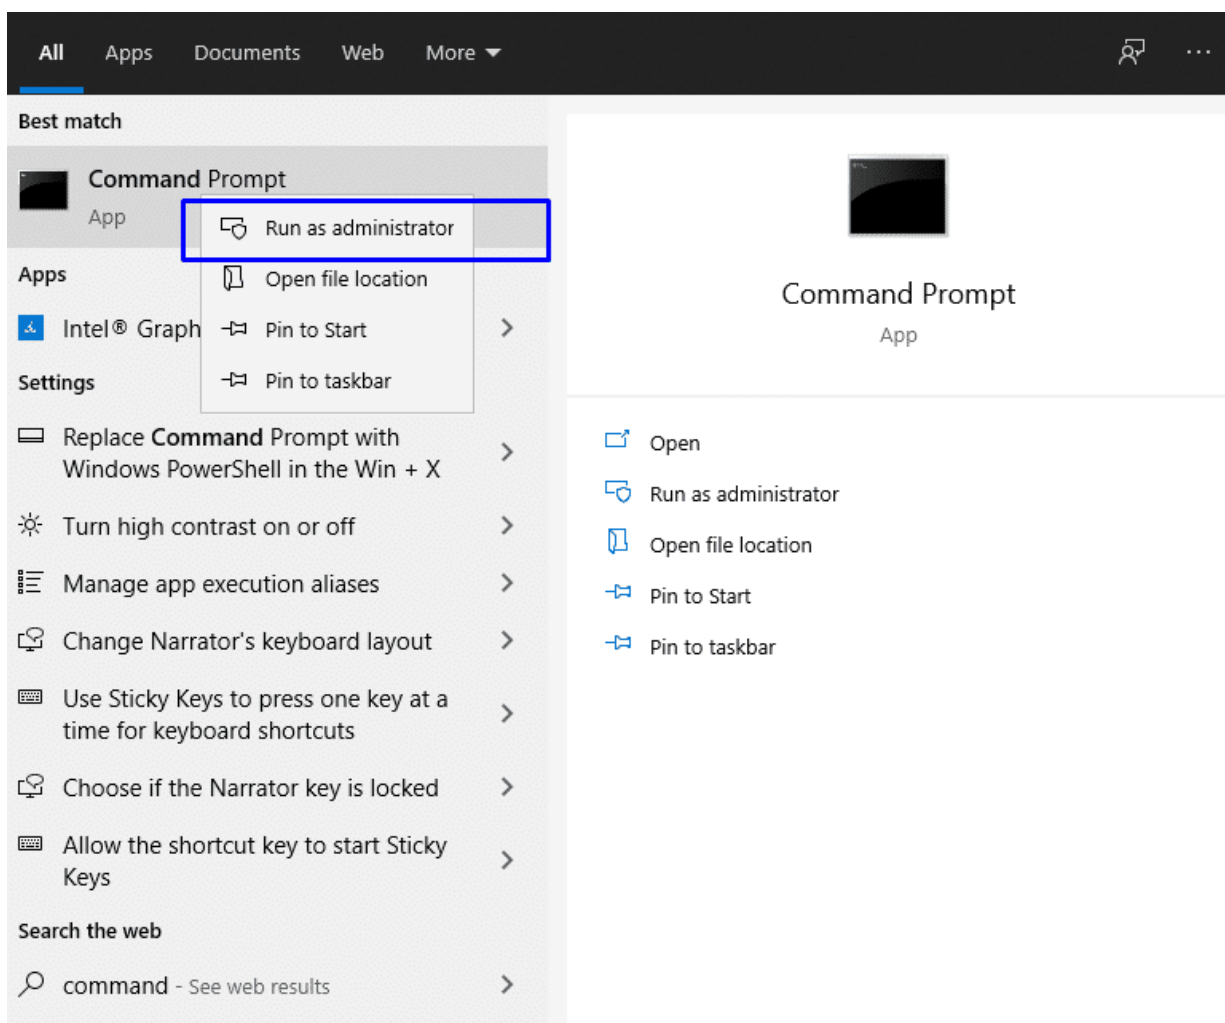 All Apps Documents Web More
Best match
Command Prompt
App
Run as administrator
Open file location
Pin to Start
Pin to taskbar
Apps
Intel® Graph
Settings
Replace Command Prompt with
Windows PowerShell in the Win + X
Turn high contrast on or off
Manage app execution aliases
Change Narrator's keyboard layout
Use Sticky Keys to press one key at a
time for keyboard shortcuts
Choose if the Narrator key is locked
Allow the shortcut key to start Sticky
Keys
Search the web
command - See web results
Command Prompt
App
Open
Run as administrator
Open file location
Pin to Start
Pin to taskbar